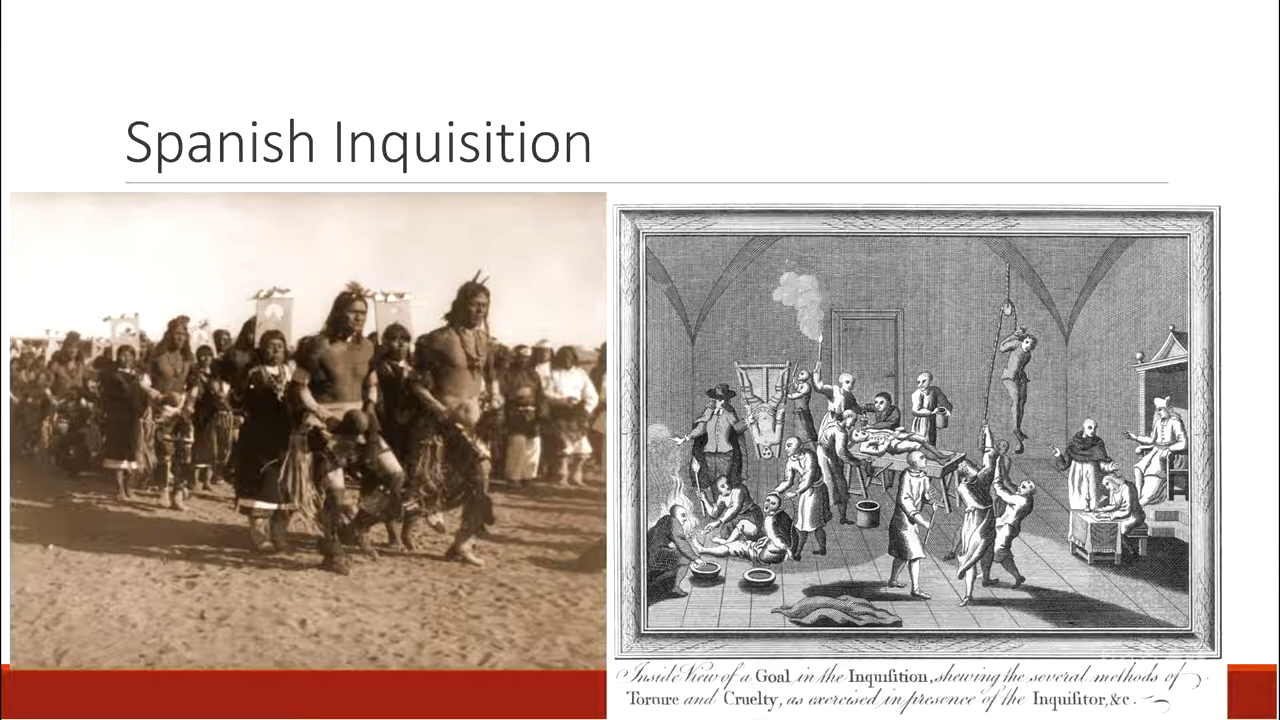 Spanish Inquisition
Inside View of a Goal in the Inquisition, shewing the several methods of
Torture and Cruelty, as exercised in presence of the Inquisitor, &c.